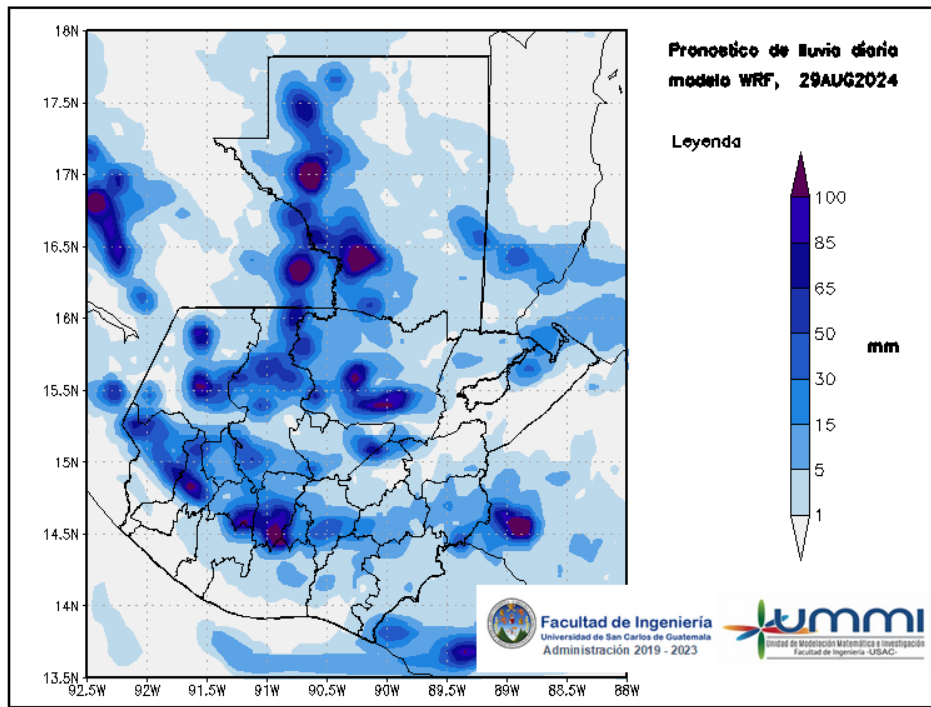 Pronostico de lluvia diaria
modelo WRF, 29AUG2024
Leyenda
100
85
65
50
30
15
5
1
mm
18N
17.5N
17N
16.5N
16N
15.5N
15N
14.5N
14N
13.5N
92.5W 92W 91.5W 91W 90.5W 90W 89.5W 89W 88.5W 88W
Facultad de Ingeniería
Universidad de San Carlos de Guatemala
Administración 2019 - 2023
UMMI
Unidad de Modelación Matemática e Investigación
Facultad de Ingeniería -USAC-